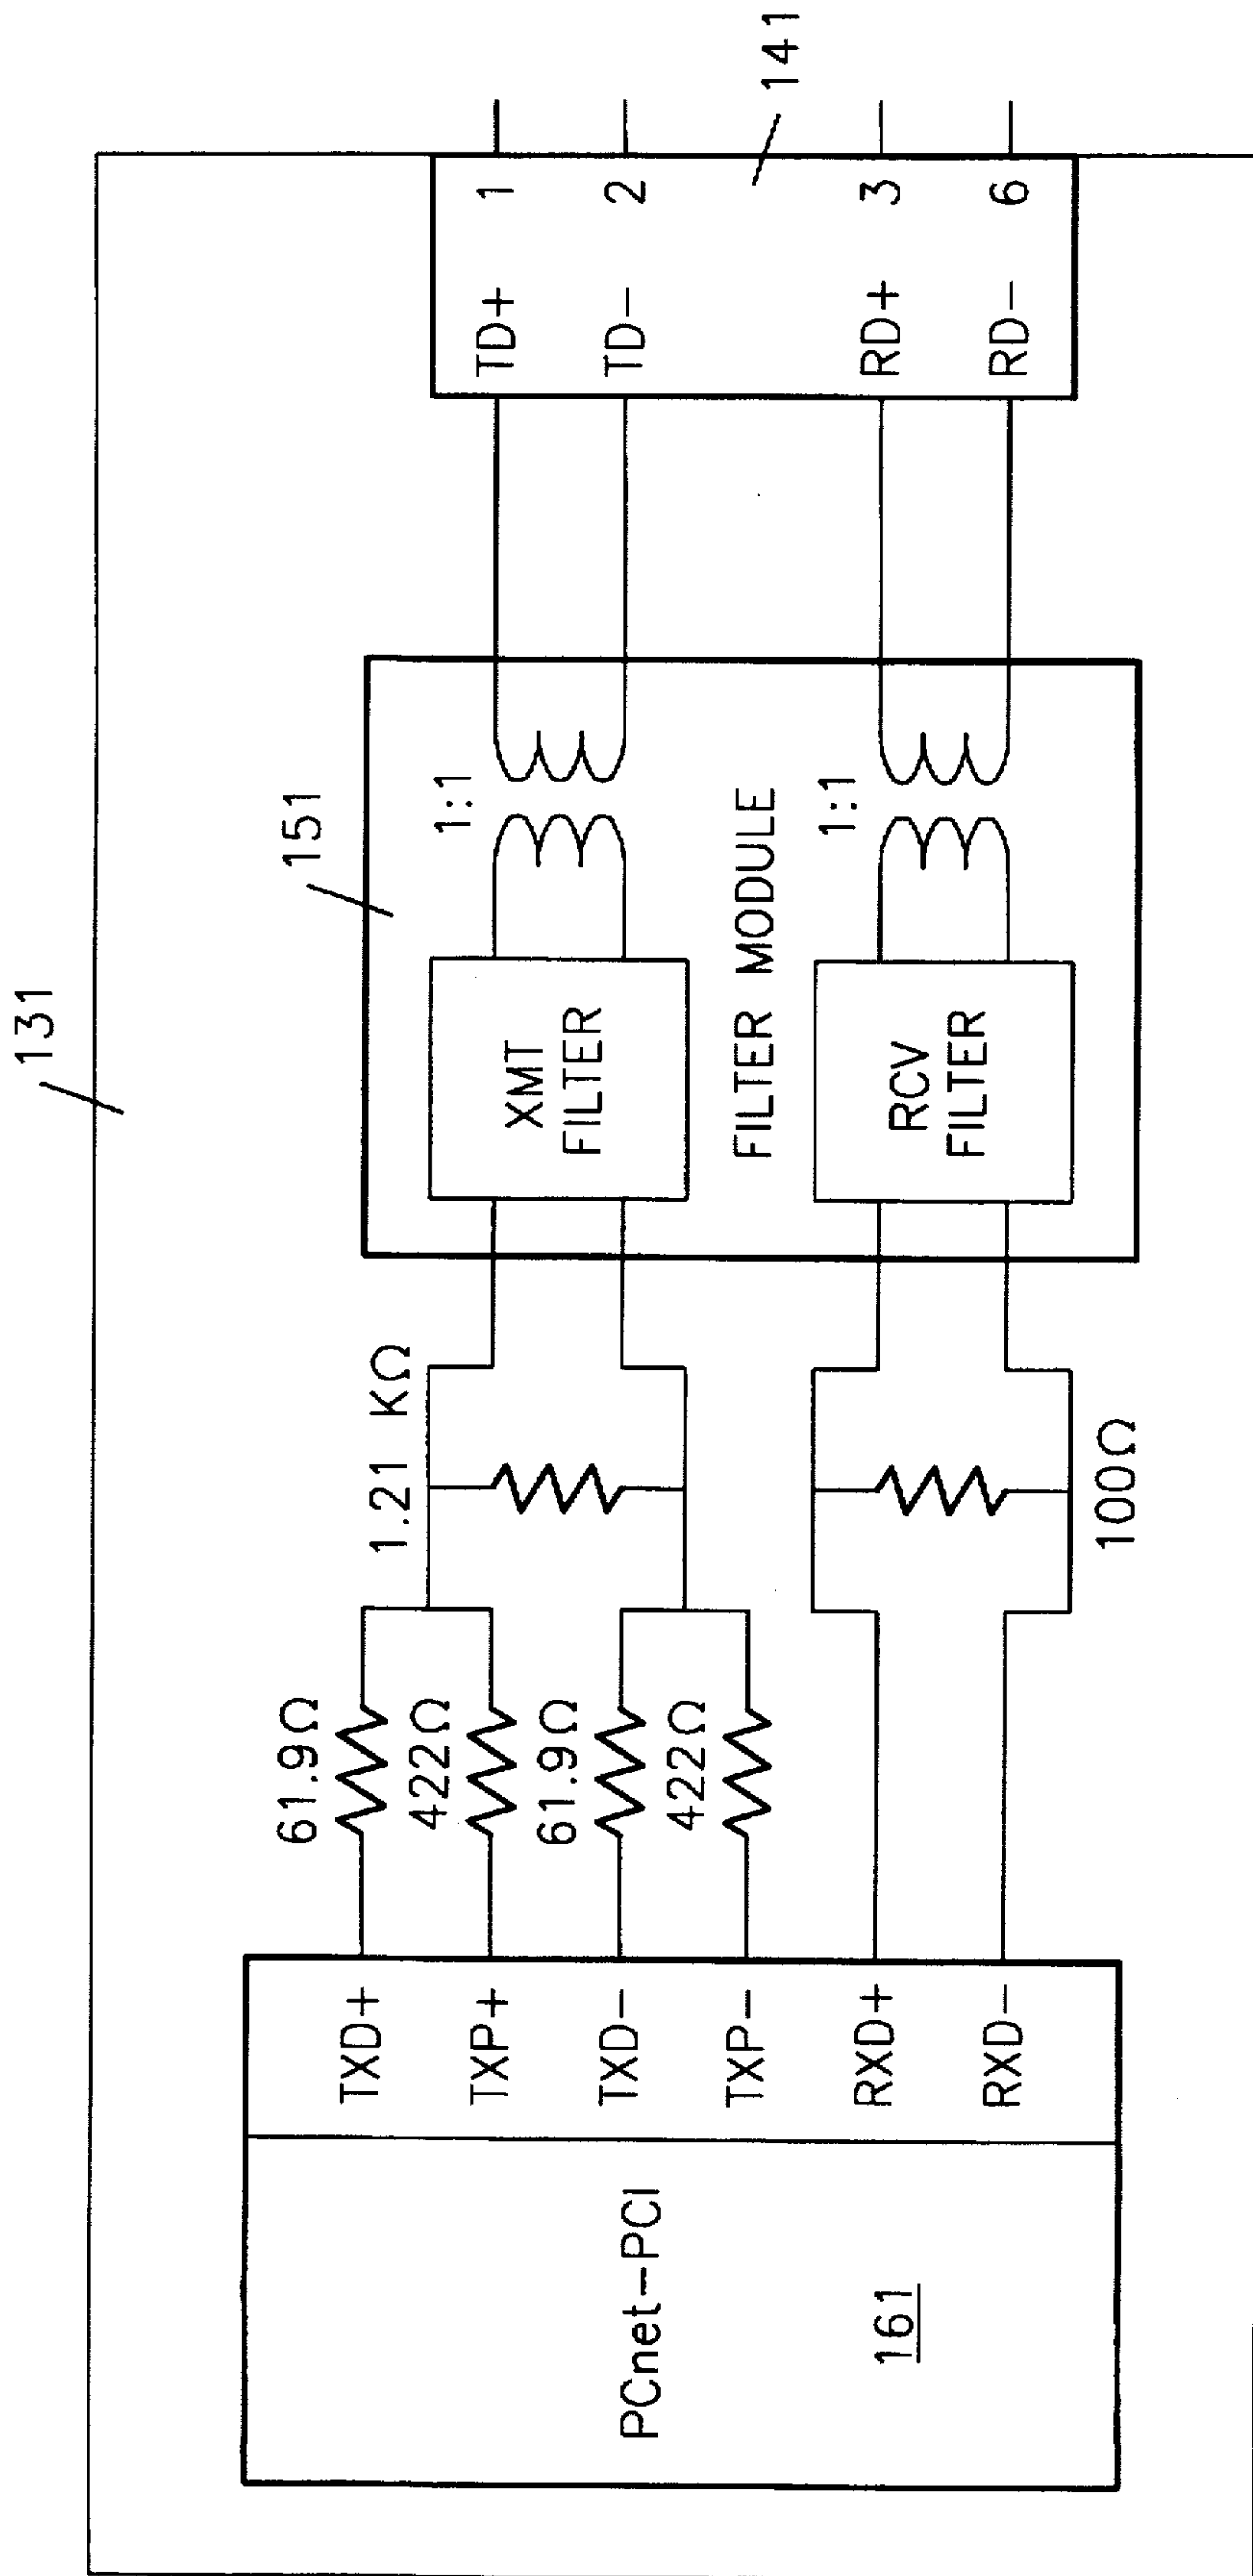 131
151
141
PCnet-PCI
161
TXD+
TXP+
TXD-
TXP-
RXD+
RXD-
61.9Ω
422Ω
61.9Ω
422Ω
1.21 KΩ
100Ω
XMT
FILTER
FILTER MODULE
RCV
FILTER
1:1
1:1
TD+ 1
TD- 2
RD+ 3
RD- 6